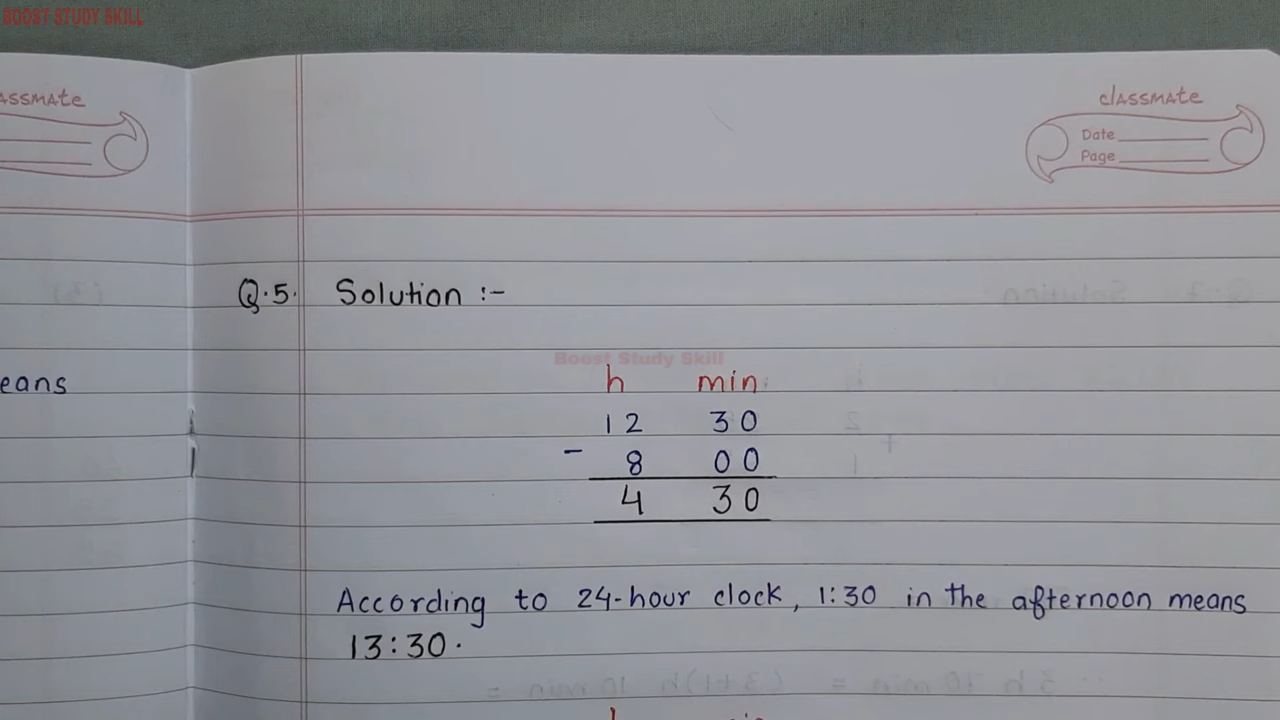 BOOST STUDY SKILL
ASSMATE
classmate
Date
Page
Q.5. Solution :-
Boost Study Skill
eans
h min
12 30
- 8 00
4 30
According to 24-hour clock, 1:30 in the afternoon means
13:30.